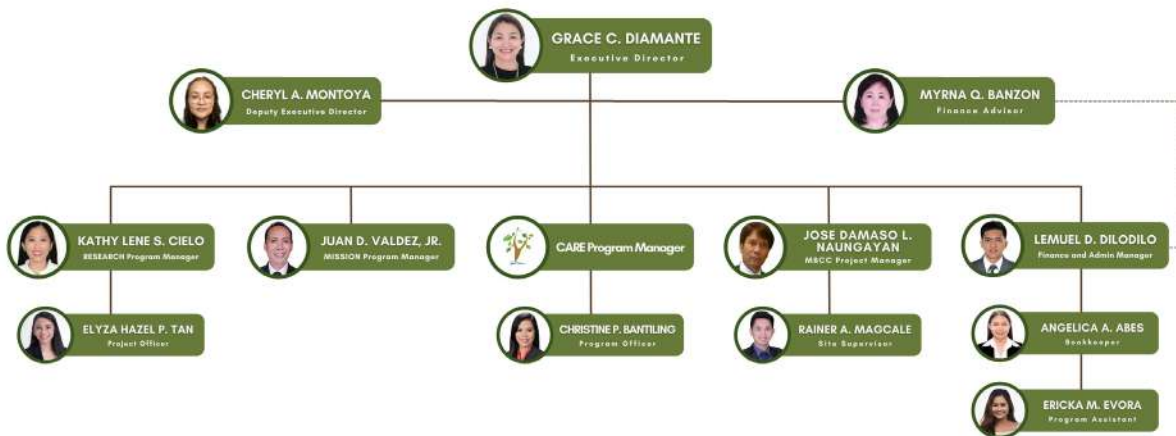 GRACE C. DIAMANTE
Executive Director
CHERYL A. MONTOYA
Deputy Executive Director
MYRNA Q. BANZON
Finance Advisor
KATHY LENE S. CIELO
RESEARCH Program Manager
JUAN D. VALDEZ, JR.
MISSION Program Manager
CARE Program Manager
JOSE DAMASO L.
NAUNGAYAN
MBCC Project Manager
LEMUEL D. DILODILO
Finance and Admin Manager
ELYZA HAZEL P. TAN
Project Officer
CHRISTINE P. BANTILING
Program Officer
RAINER A. MAGCALE
Site Supervisor
ANGELICA A. ABES
Bookkeeper
ERICKA M. EVORA
Program Assistant